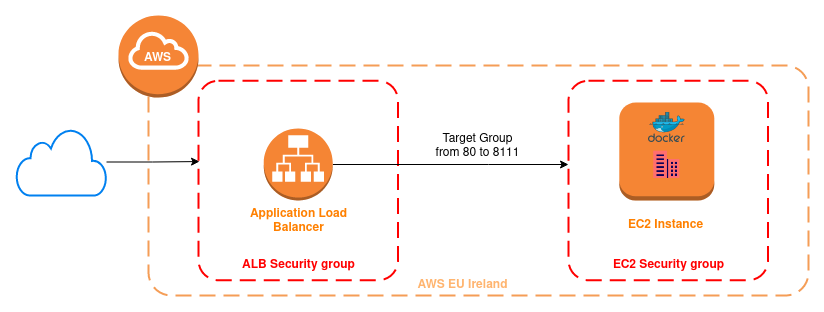 AWS
Target Group
from 80 to 8111
docker
Application Load
Balancer
EC2 Instance
ALB Security group
EC2 Security group
AWS EU Ireland